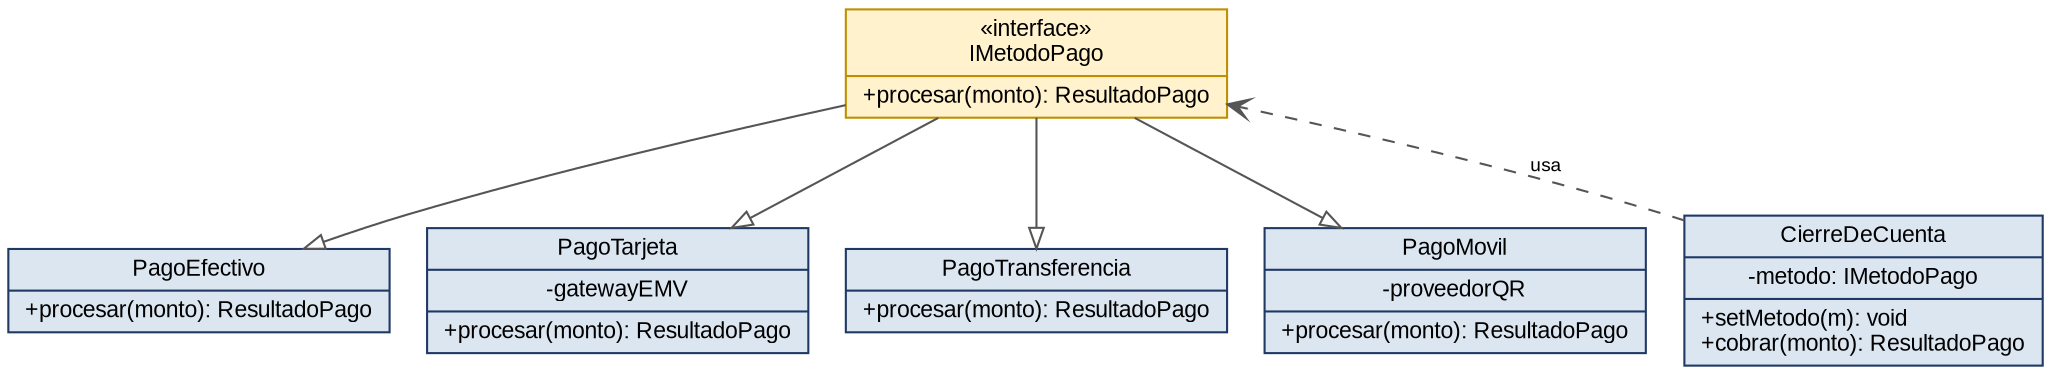 «interface»
IMetodoPago
+procesar(monto): ResultadoPago
usa
PagoEfectivo
+procesar(monto): ResultadoPago
PagoTarjeta
-gatewayEMV
+procesar(monto): ResultadoPago
PagoTransferencia
+procesar(monto): ResultadoPago
PagoMovil
-proveedorQR
+procesar(monto): ResultadoPago
CierreDeCuenta
-metodo: IMetodoPago
+setMetodo(m): void
+cobrar(monto): ResultadoPago